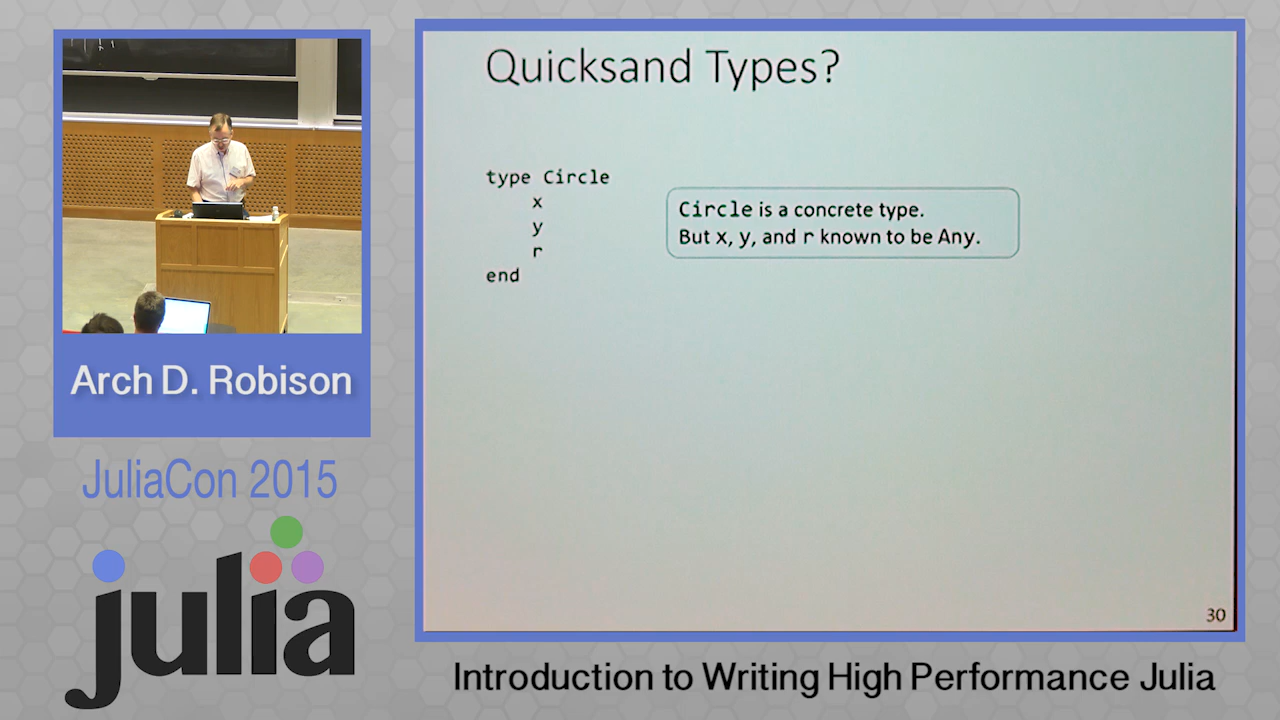 Quicksand Types?
type Circle
x
y
r
end
Circle is a concrete type.
But x, y, and r known to be Any.
30
Arch D. Robison
JuliaCon 2015
julia
Introduction to Writing High Performance Julia